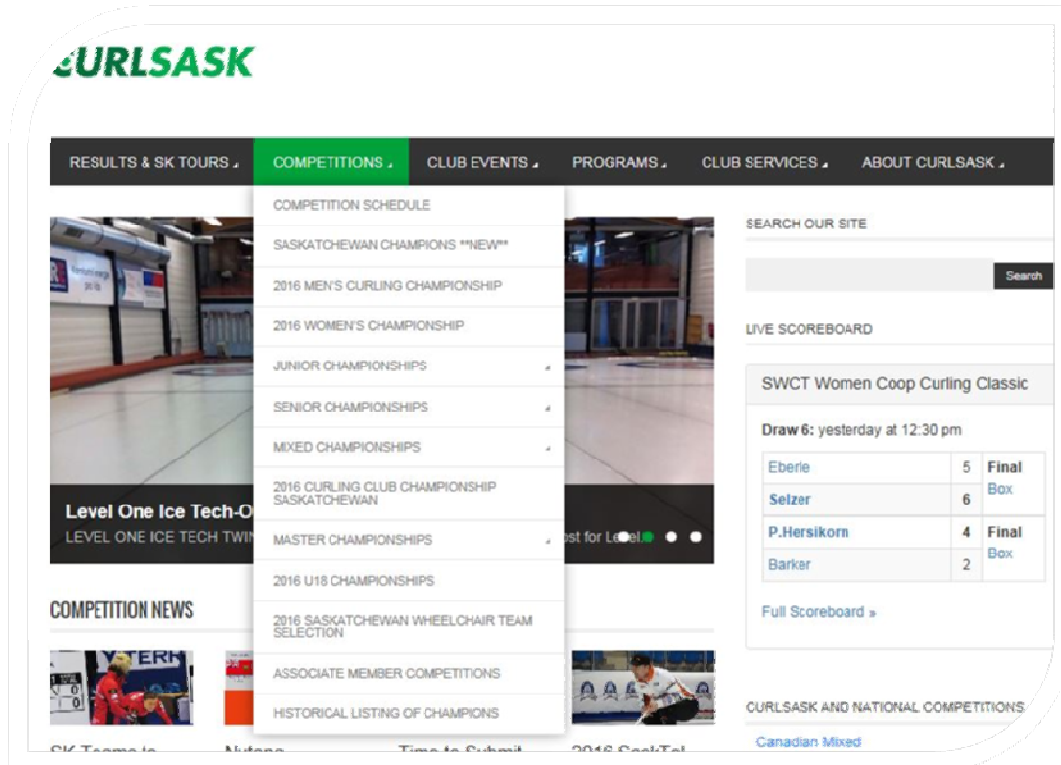 CURLSASK
RESULTS & SK TOURS
COMPETITIONS
CLUB EVENTS
PROGRAMS
CLUB SERVICES
ABOUT CURLSASK
COMPETITION SCHEDULE
SASKATCHEWAN CHAMPIONS **NEW**
2016 MEN'S CURLING CHAMPIONSHIP
2016 WOMEN'S CHAMPIONSHIP
JUNIOR CHAMPIONSHIPS
SENIOR CHAMPIONSHIPS
MIXED CHAMPIONSHIPS
2016 CURLING CLUB CHAMPIONSHIP
SASKATCHEWAN
MASTER CHAMPIONSHIPS
2016 U18 CHAMPIONSHIPS
2016 SASKATCHEWAN WHEELCHAIR TEAM
SELECTION
ASSOCIATE MEMBER COMPETITIONS
HISTORICAL LISTING OF CHAMPIONS
Level One Ice Tech-O
LEVEL ONE ICE TECH TWIN
ost for Level
COMPETITION NEWS
SK Teams to
Nutana
Time to Submit
2016 SaskTel
SEARCH OUR SITE
Search
LIVE SCOREBOARD
SWCT Women Coop Curling Classic
Draw 6: yesterday at 12:30 pm
Eberle 5 Final
Selzer 6 Box
P.Hersikorn 4 Final
Barker 2 Box
Full Scoreboard »
CURLSASK AND NATIONAL COMPETITIONS
Canadian Mixed